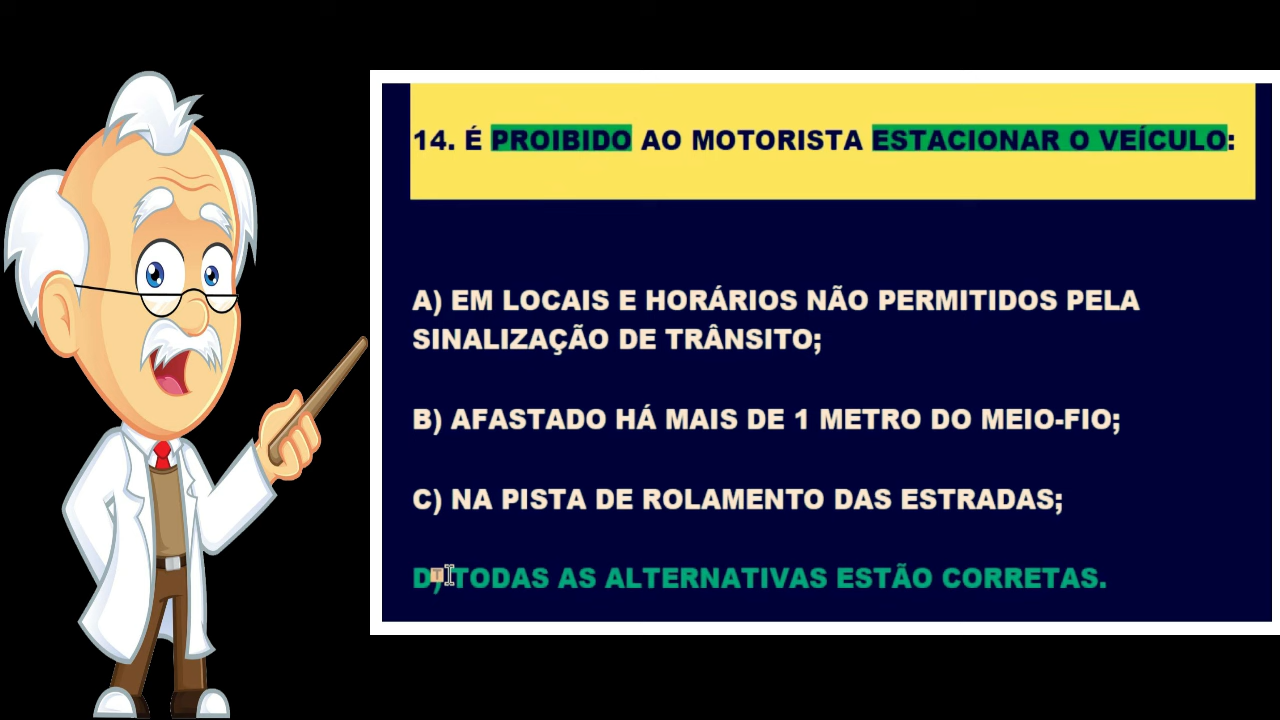 14. É PROIBIDO AO MOTORISTA ESTACIONAR O VEÍCULO:
A) EM LOCAIS E HORÁRIOS NÃO PERMITIDOS PELA
SINALIZAÇÃO DE TRÂNSITO;
B) AFASTADO HÁ MAIS DE 1 METRO DO MEIO-FIO;
C) NA PISTA DE ROLAMENTO DAS ESTRADAS;
D) TODAS AS ALTERNATIVAS ESTÃO CORRETAS.